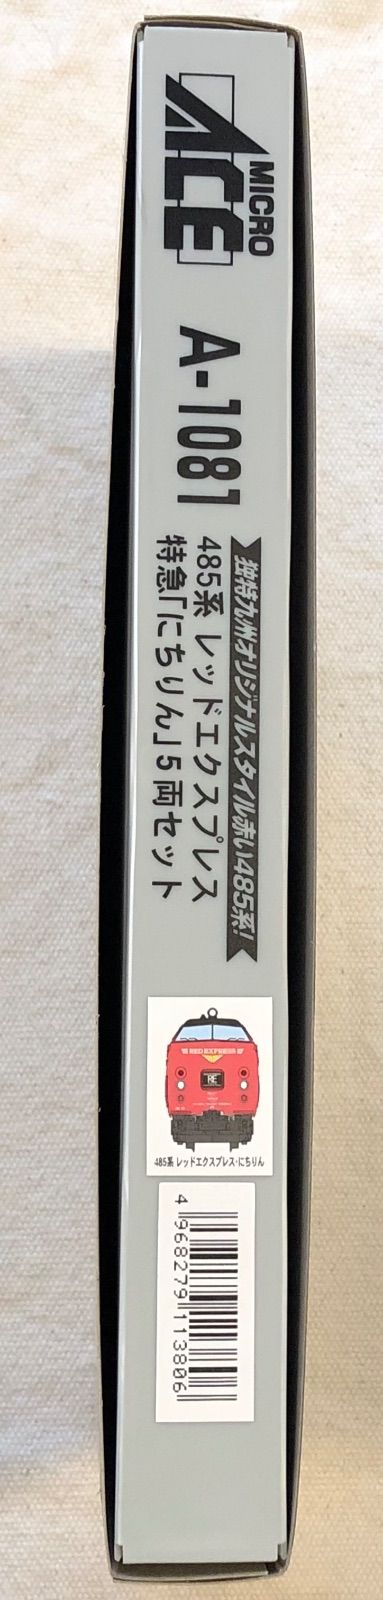 MICRO
ACE
A-1081
独特九州オリジナルスタイル赤い485系!
485系 レッドエクスプレス
特急「にちりん」5両セット
RED EXPRESS
RE
485系 レッドエクスプレス・にちりん
4 968279 113806